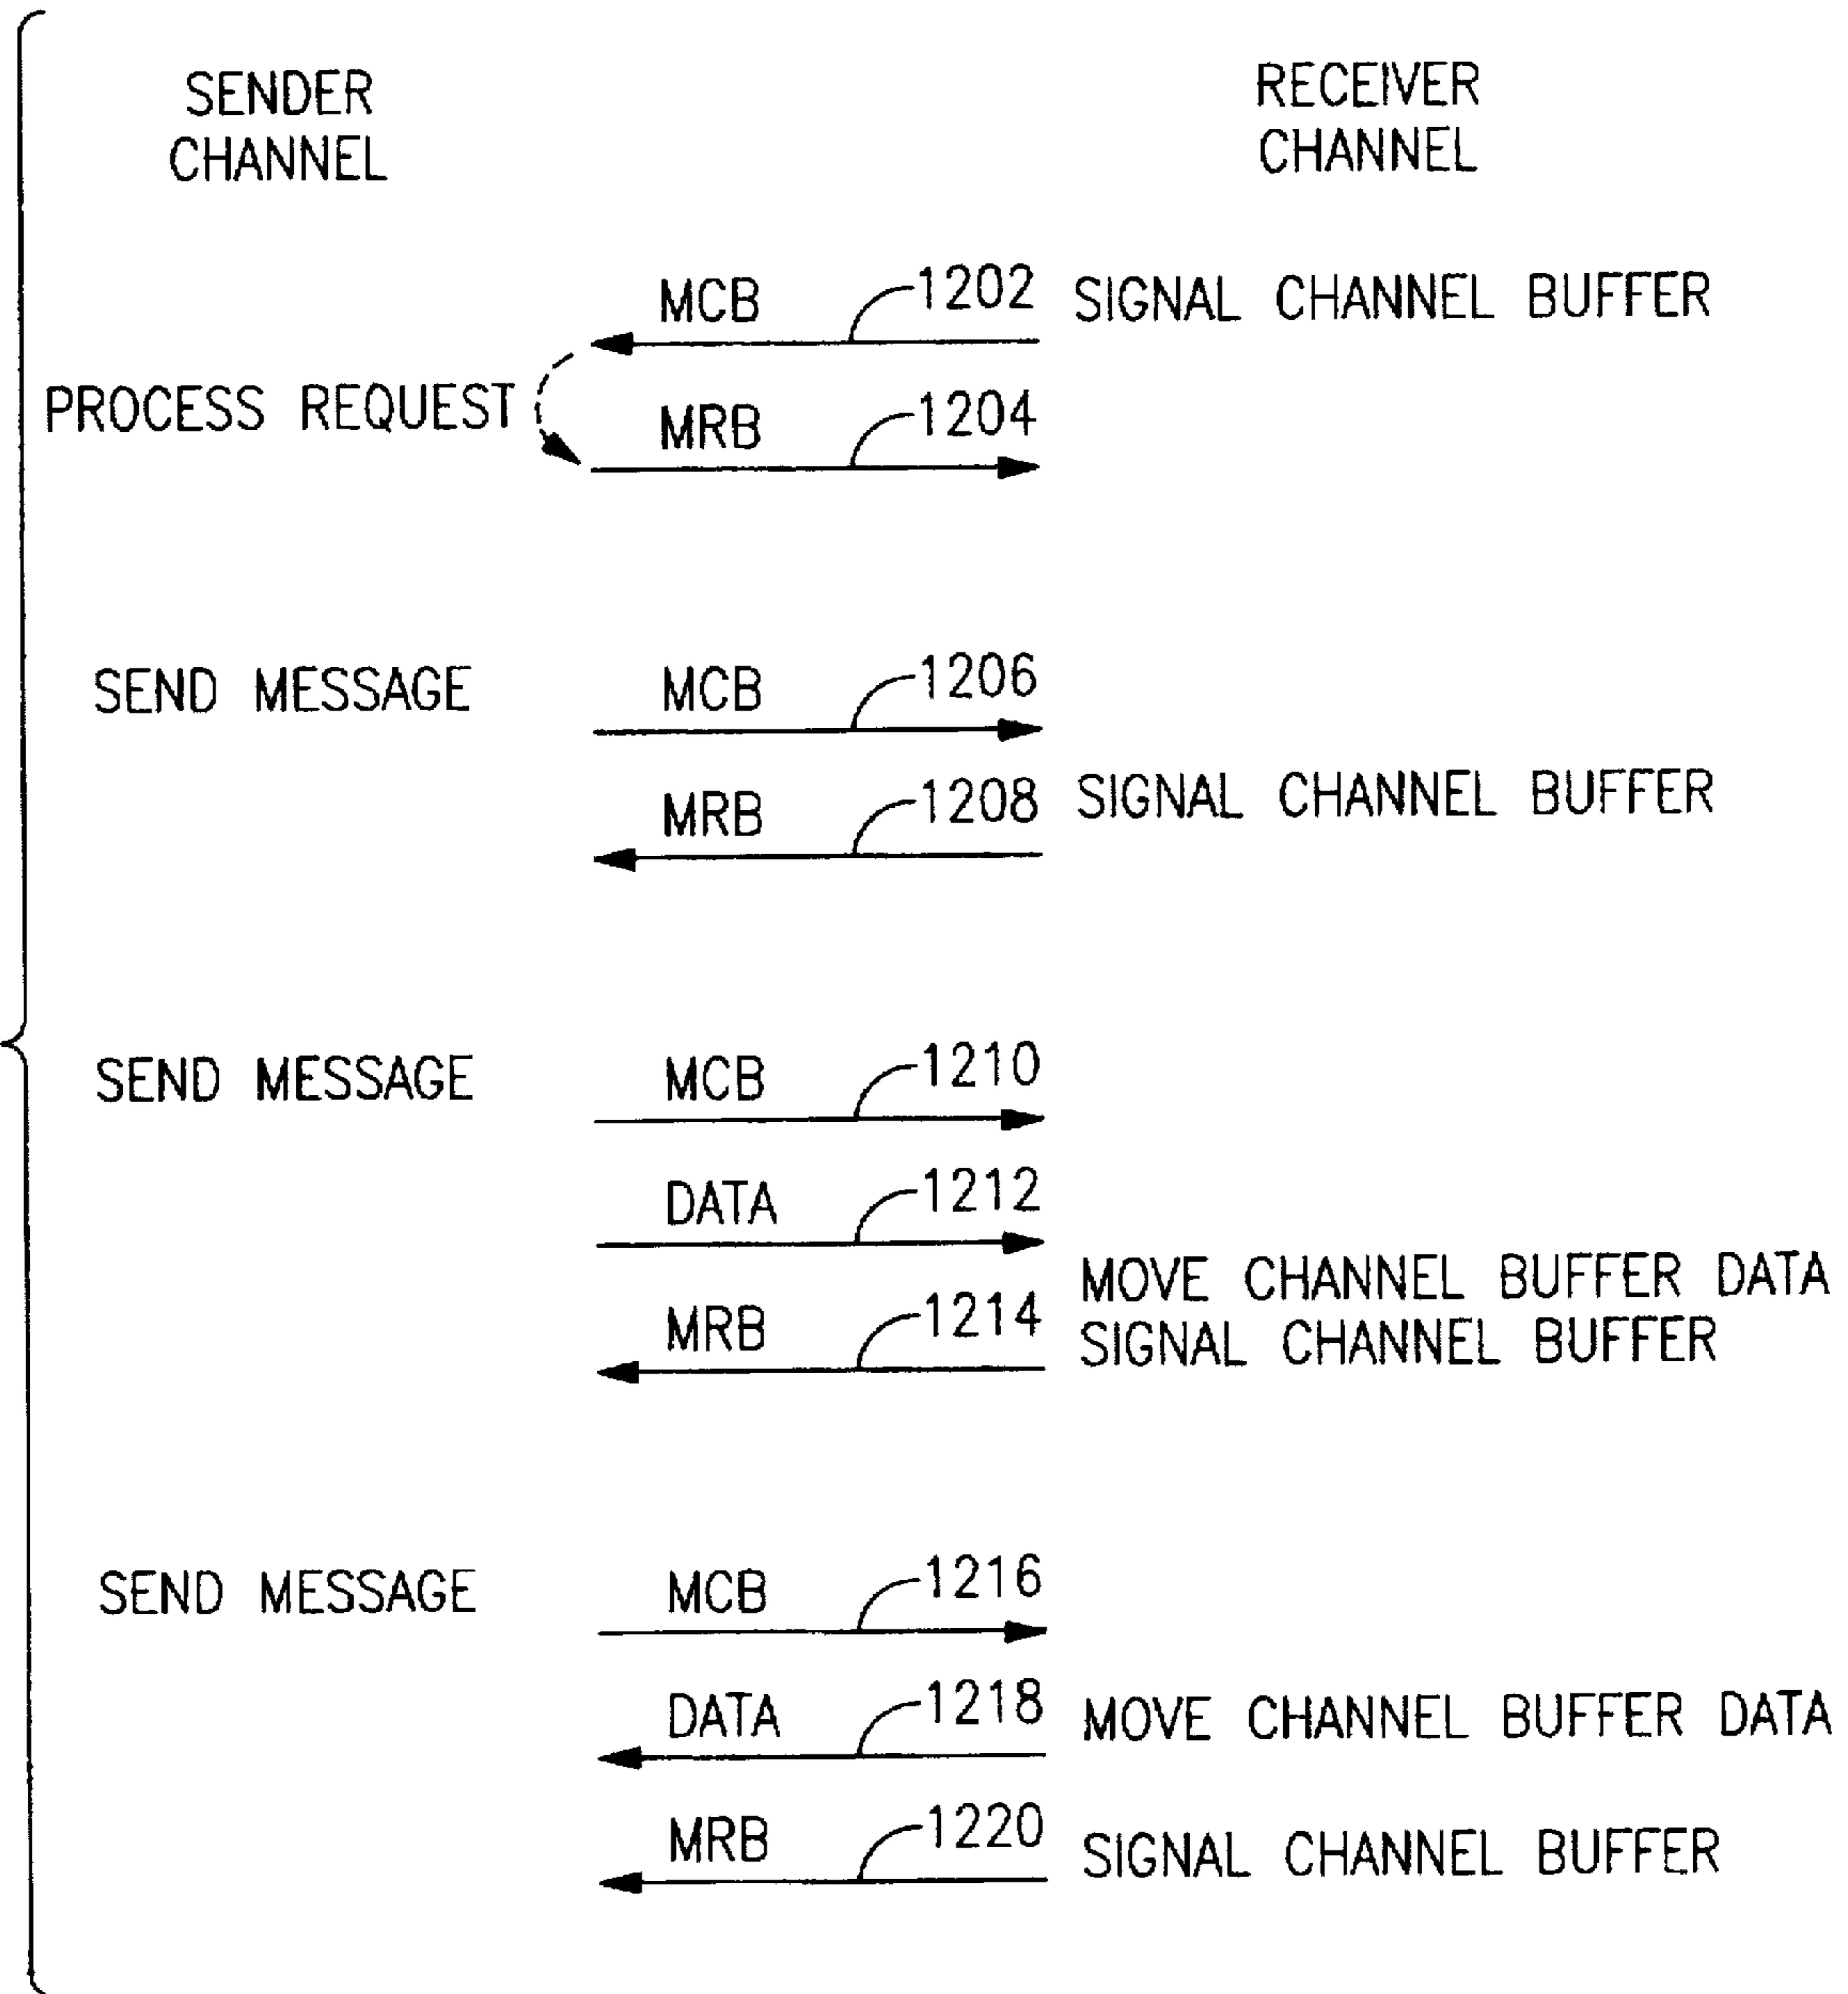 SENDER
CHANNEL
RECEIVER
CHANNEL
MCB 1202 SIGNAL CHANNEL BUFFER
PROCESS REQUEST MRB 1204
SEND MESSAGE MCB 1206
MRB 1208 SIGNAL CHANNEL BUFFER
SEND MESSAGE MCB 1210
DATA 1212
MOVE CHANNEL BUFFER DATA
MRB 1214 SIGNAL CHANNEL BUFFER
SEND MESSAGE MCB 1216
DATA 1218 MOVE CHANNEL BUFFER DATA
MRB 1220 SIGNAL CHANNEL BUFFER